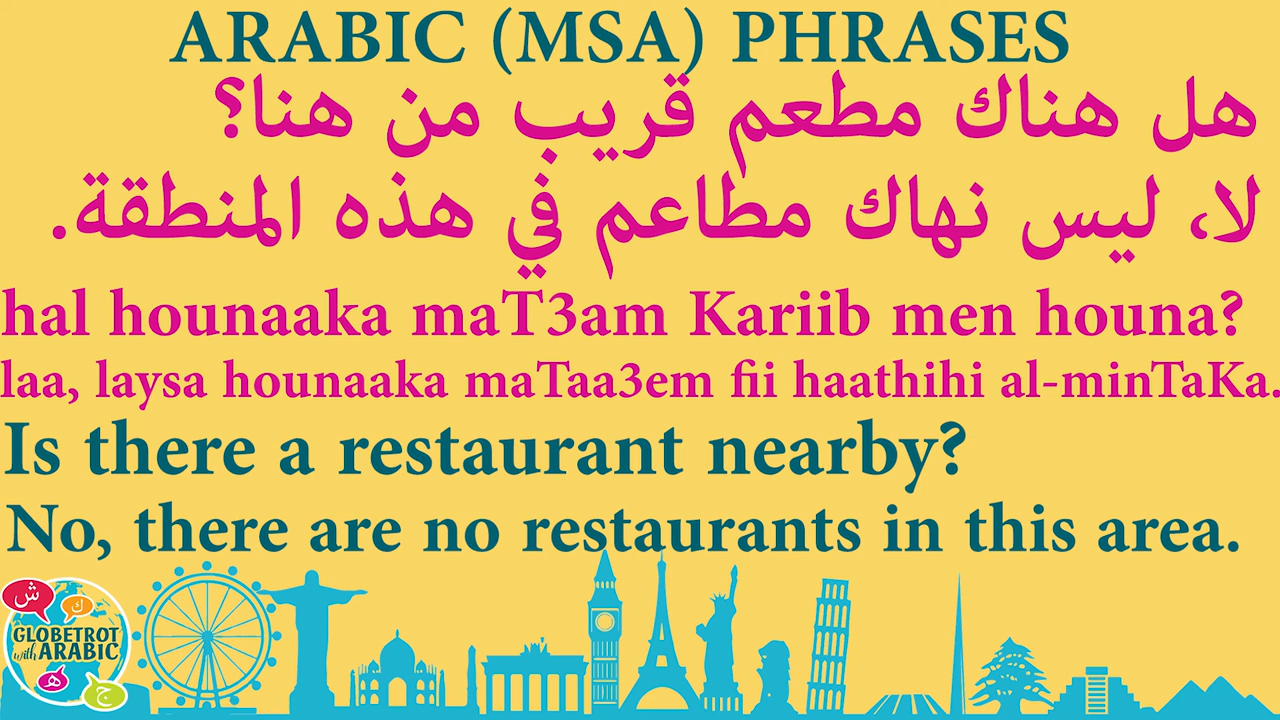 ARABIC (MSA) PHRASES
هل هناك مطعم قريب من هنا؟
لا، ليس نهاك مطاعم في هذه المنطقة.
hal hounaaka maT3am Kariib men houna?
laa, laysa hounaaka maTaa3em fii haathihi al-minTaKa.
Is there a restaurant nearby?
No, there are no restaurants in this area.
ش
ك
GLOBETROT
with ARABIC
ه
ج